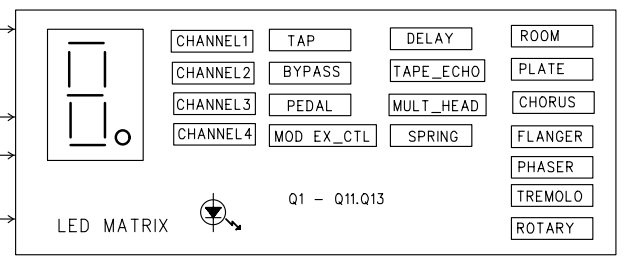 CHANNEL1 TAP DELAY ROOM
CHANNEL2 BYPASS TAPE_ECHO PLATE
CHANNEL3 PEDAL MULT_HEAD CHORUS
CHANNEL4 MOD EX_CTL SPRING FLANGER
PHASER
Q1 - Q11.Q13 TREMOLO
LED MATRIX ROTARY